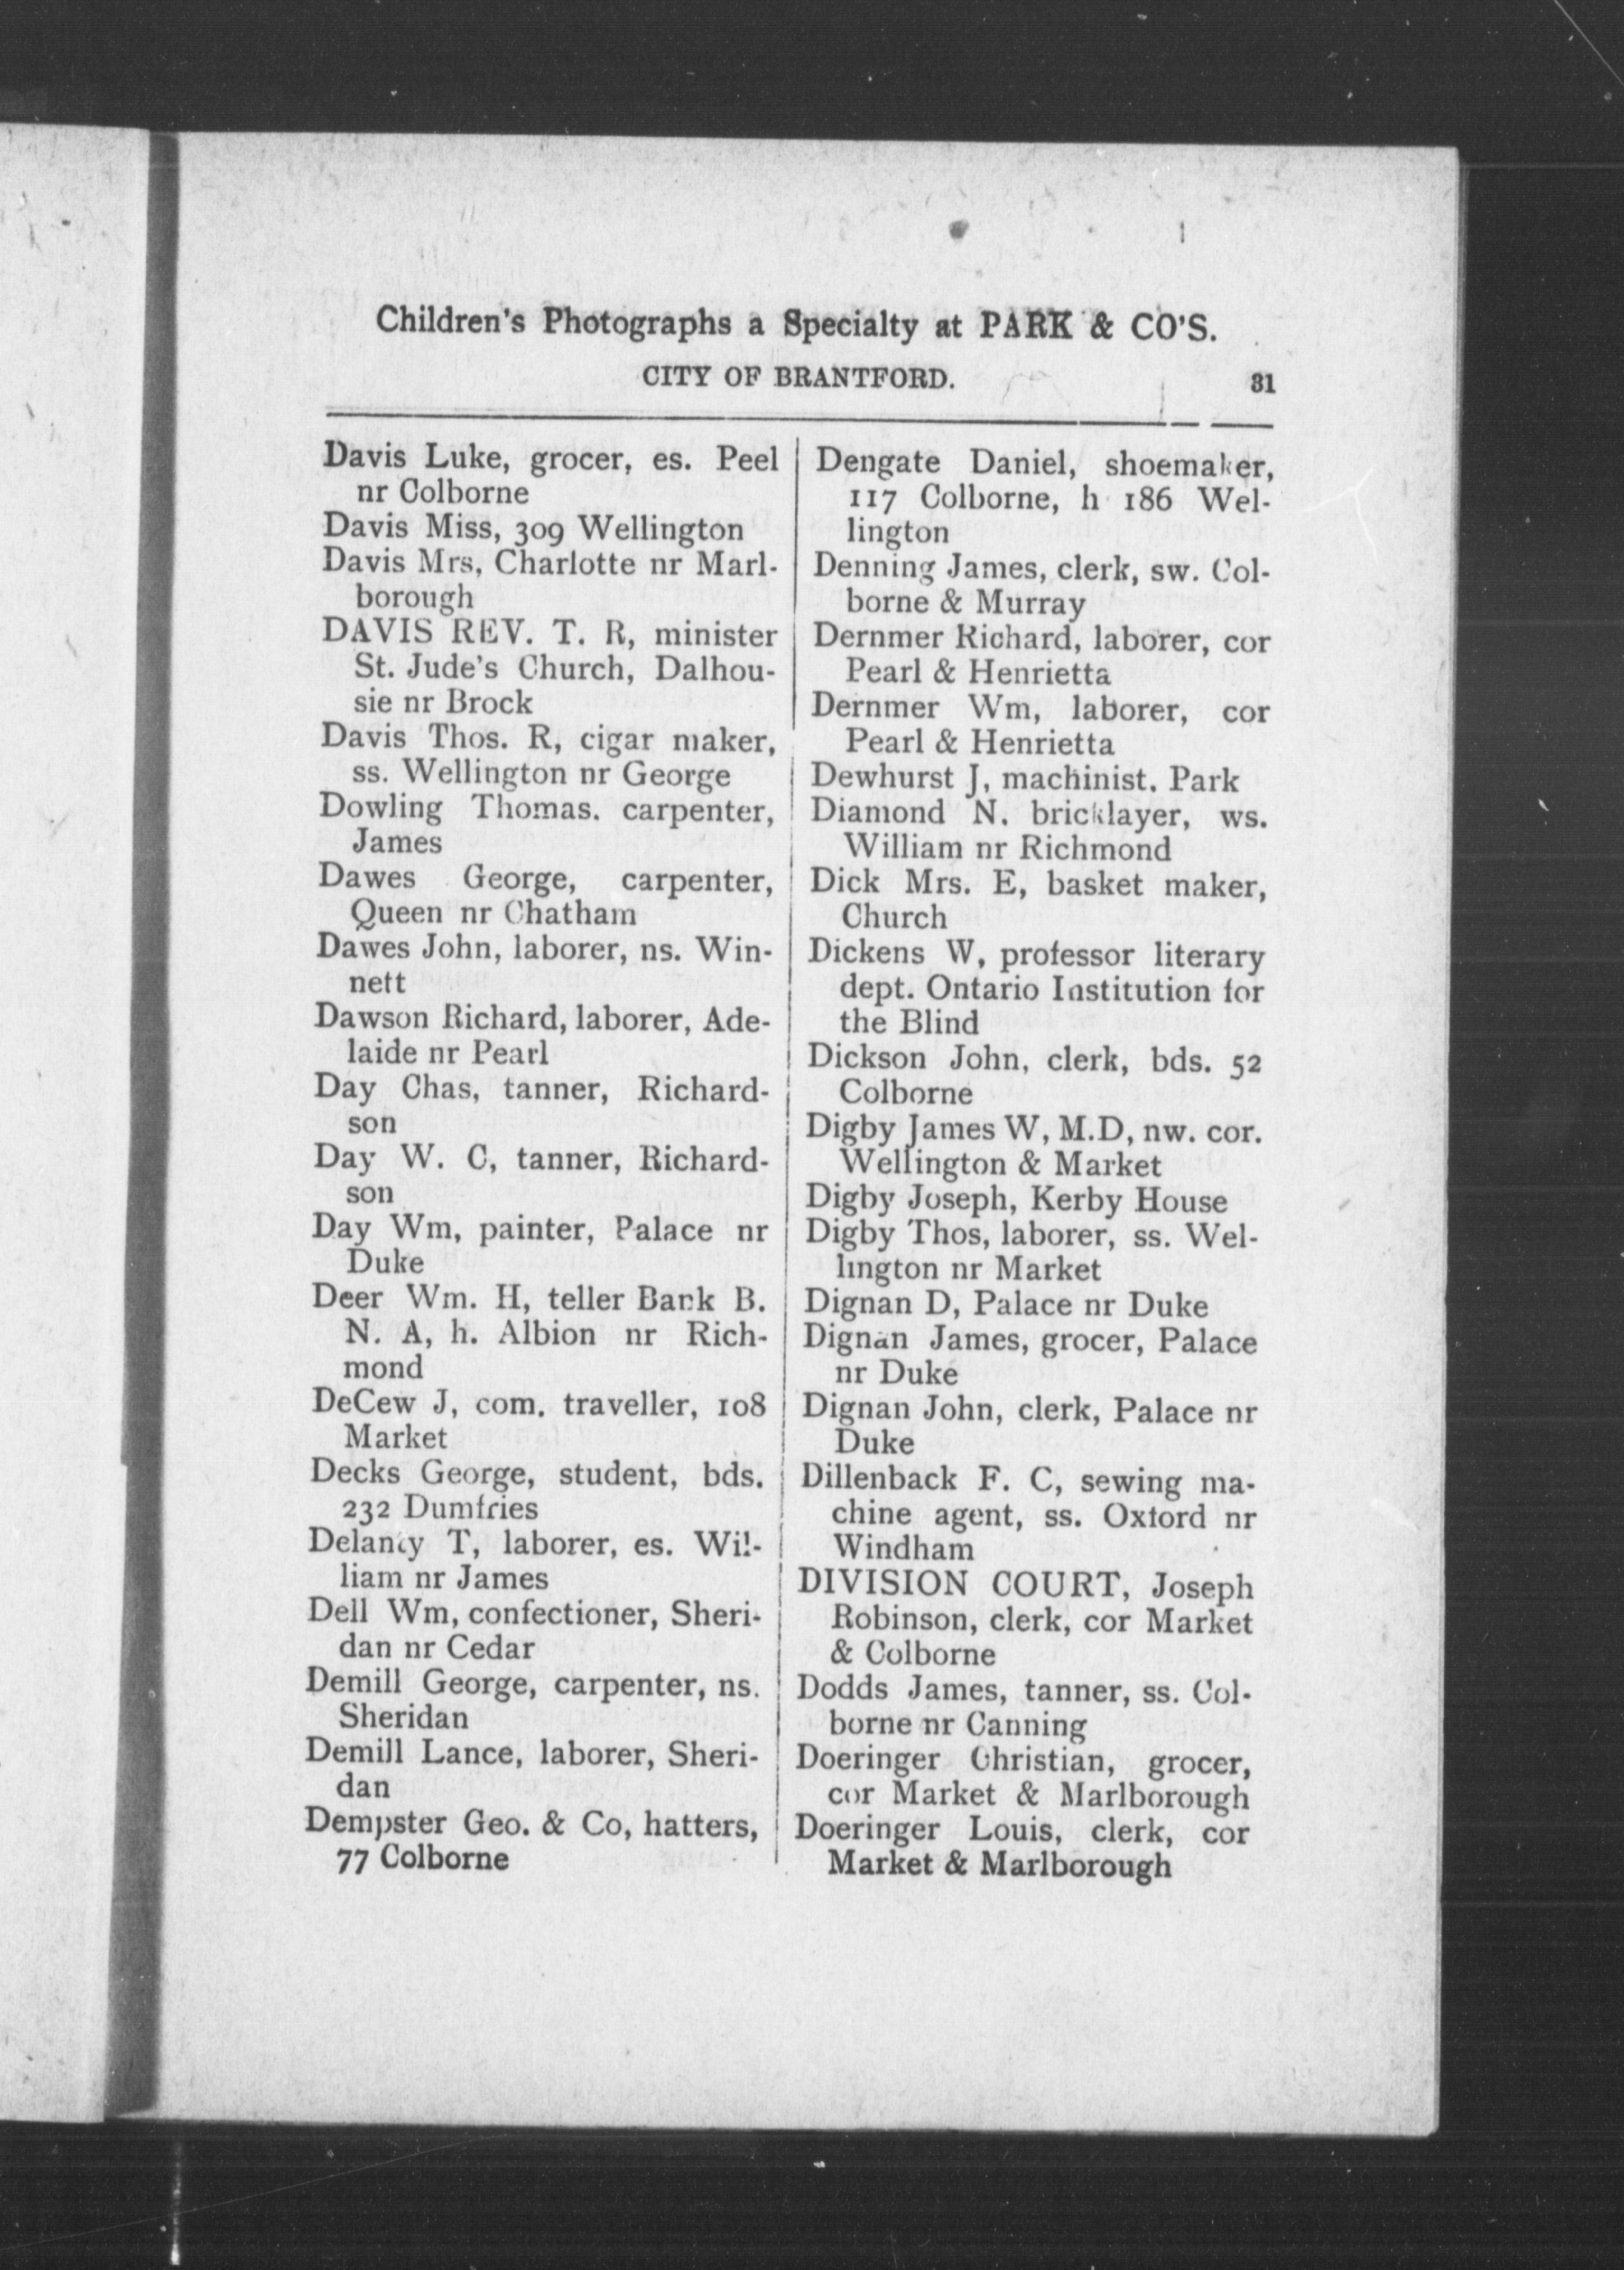 Children's Photographs a Specialty at PARK & CO'S.
CITY OF BRANTFORD. 31
Davis Luke, grocer, es. Peel
nr Colborne
Davis Miss, 309 Wellington
Davis Mrs, Charlotte nr Marl-
borough
DAVIS REV. T. R, minister
St. Jude's Church, Dalhou-
sie nr Brock
Davis Thos. R, cigar maker,
ss. Wellington nr George
Dowling Thomas. carpenter,
James
Dawes George, carpenter,
Queen nr Chatham
Dawes John, laborer, ns. Win-
nett
Dawson Richard, laborer, Ade-
laide nr Pearl
Day Chas, tanner, Richard-
son
Day W. C, tanner, Richard-
son
Day Wm, painter, Palace nr
Duke
Deer Wm. H, teller Bank B.
N. A, h. Albion nr Rich-
mond
DeCew J, com. traveller, 108
Market
Decks George, student, bds.
232 Dumfries
Delancy T, laborer, es. Wil-
liam nr James
Dell Wm, confectioner, Sheri-
dan nr Cedar
Demill George, carpenter, ns.
Sheridan
Demill Lance, laborer, Sheri-
dan
Dempster Geo. & Co, hatters,
77 Colborne
Dengate Daniel, shoemaker,
117 Colborne, h 186 Wel-
lington
Denning James, clerk, sw. Col-
borne & Murray
Dernmer Richard, laborer, cor
Pearl & Henrietta
Dernmer Wm, laborer, cor
Pearl & Henrietta
Dewhurst J, machinist. Park
Diamond N. bricklayer, ws.
William nr Richmond
Dick Mrs. E, basket maker,
Church
Dickens W, professor literary
dept. Ontario Institution for
the Blind
Dickson John, clerk, bds. 52
Colborne
Digby James W, M.D, nw. cor.
Wellington & Market
Digby Joseph, Kerby House
Digby Thos, laborer, ss. Wel-
lington nr Market
Dignan D, Palace nr Duke
Dignan James, grocer, Palace
nr Duke
Dignan John, clerk, Palace nr
Duke
Dillenback F. C, sewing ma-
chine agent, ss. Oxford nr
Windham
DIVISION COURT, Joseph
Robinson, clerk, cor Market
& Colborne
Dodds James, tanner, ss. Col-
borne nr Canning
Doeringer Christian, grocer,
cor Market & Marlborough
Doeringer Louis, clerk, cor
Market & Marlborough